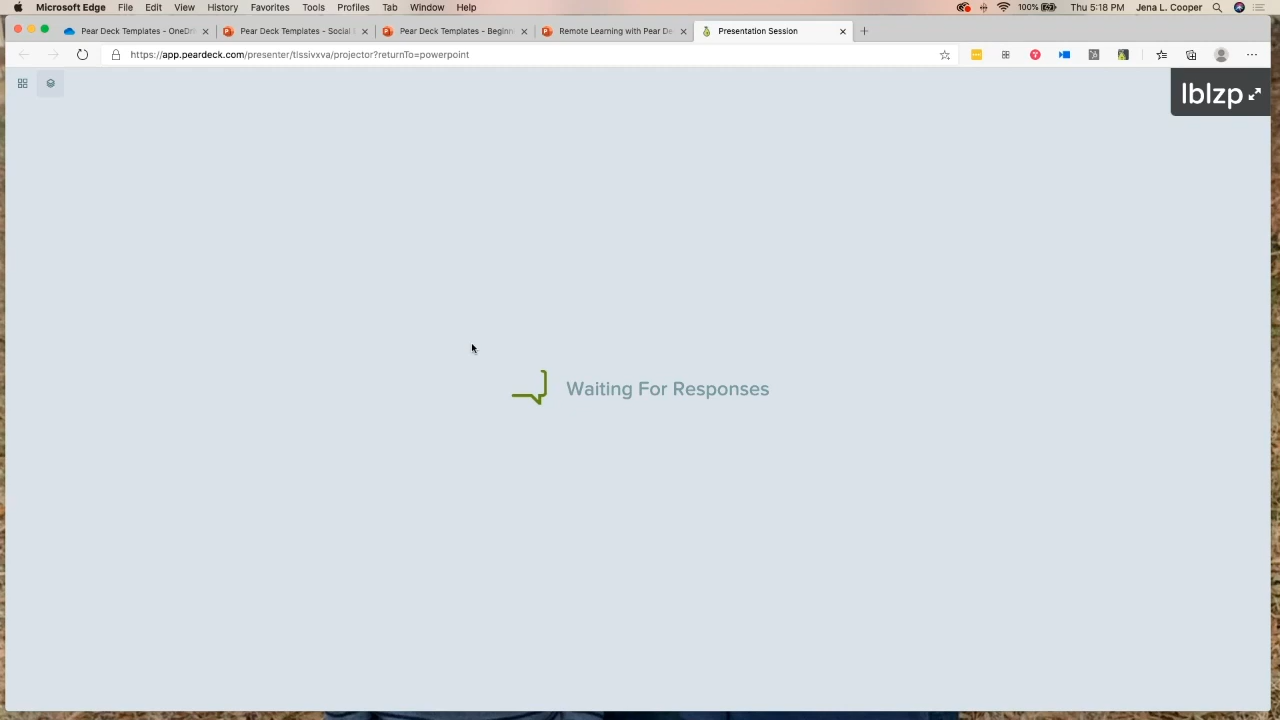 Microsoft Edge File Edit View History Favorites Tools Profiles Tab Window Help 100% Thu 5:18 PM Jena L. Cooper
Pear Deck Templates - OneDri Pear Deck Templates - Social Pear Deck Templates - Beginn Remote Learning with Pear De Presentation Session
https://app.peardeck.com/presenter/tlssivxva/projector?returnTo=powerpoint
lblzp
Waiting For Responses